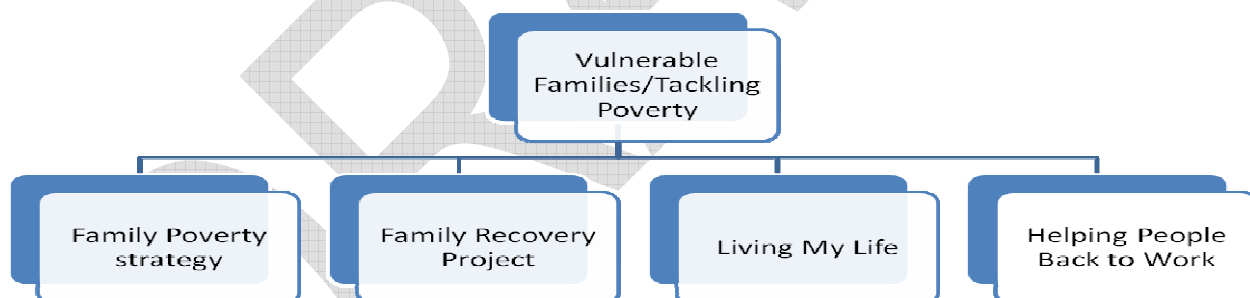 Vulnerable
Families/Tackling
Poverty
Family Poverty
strategy
Family Recovery
Project
Living My Life
Helping People
Back to Work